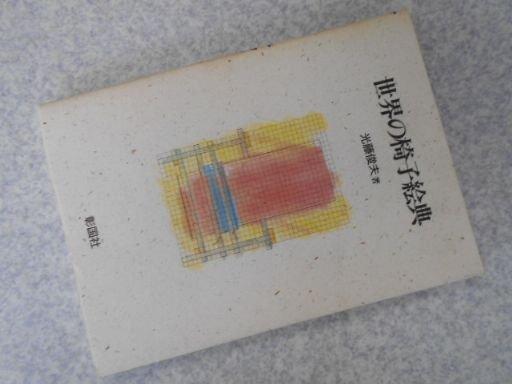 世界の椅子絵典
光藤俊夫 著
彰国社